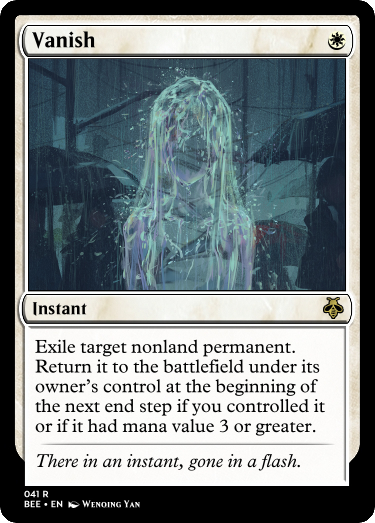 Vanish
Instant
Exile target nonland permanent.
Return it to the battlefield under its
owner's control at the beginning of
the next end step if you controlled it
or if it had mana value 3 or greater.
There in an instant, gone in a flash.
041 R
BEE • EN Wenqing Yan